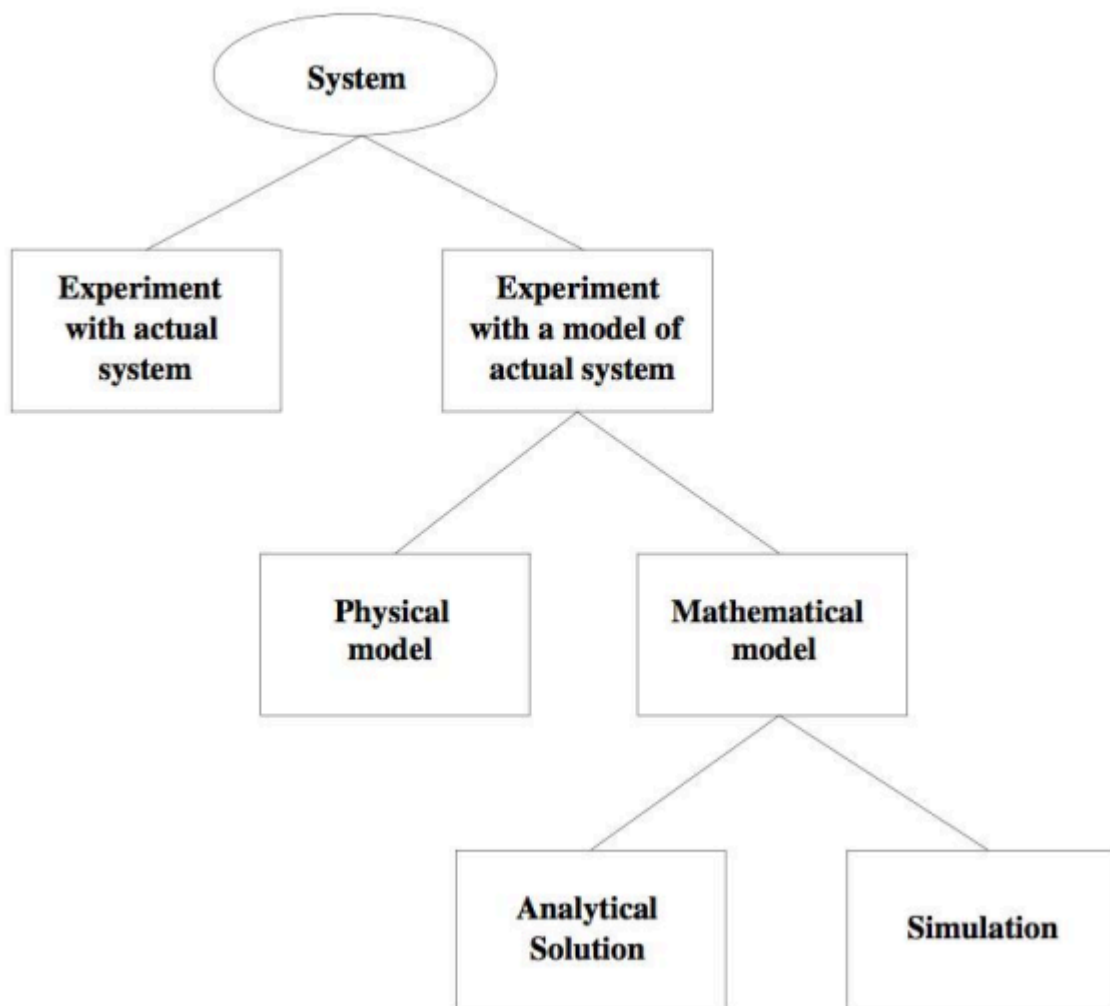 System
Experiment
with actual
system
Experiment
with a model of
actual system
Physical
model
Mathematical
model
Analytical
Solution
Simulation